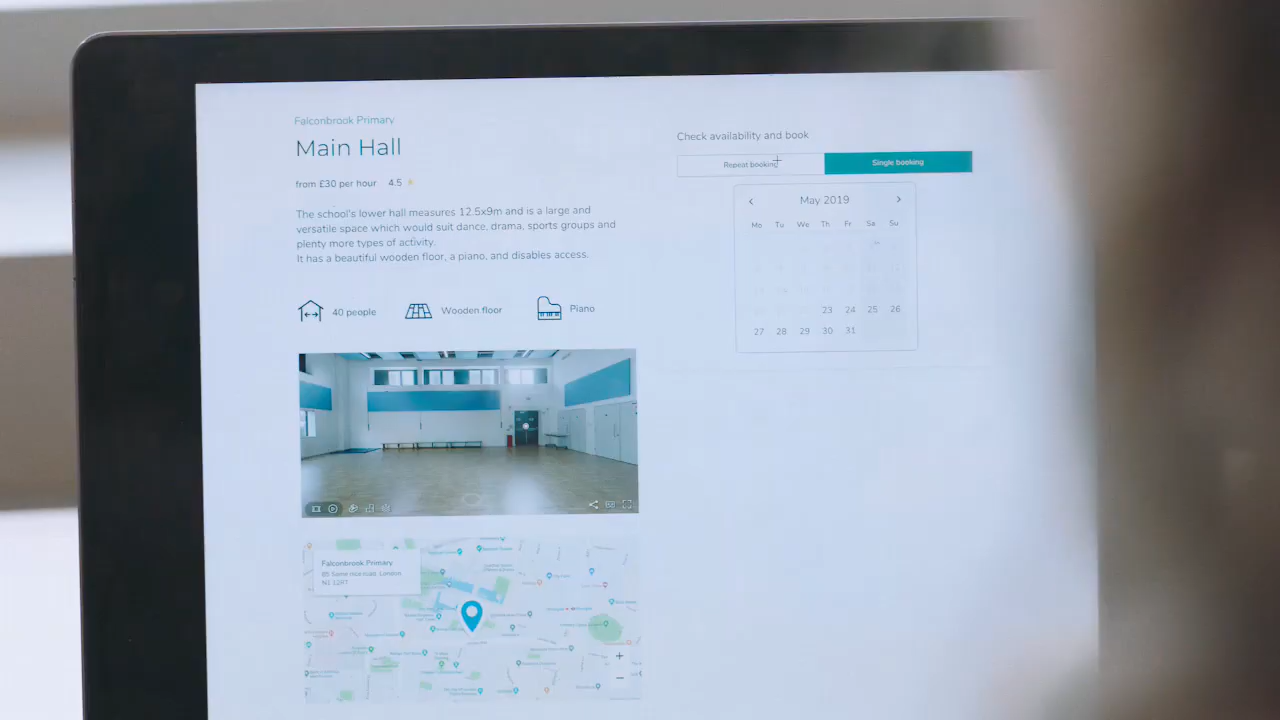 Falconbrook Primary
Main Hall
from £30 per hour 4.5
The school's lower hall measures 12.5x9m and is a large and
versatile space which would suit dance, drama, sports groups and
plenty more types of activity.
It has a beautiful wooden floor, a piano, and disables access.
40 people
Wooden floor
Piano
Falconbrook Primary
Check availability and book
Repeat booking
Single booking
May 2019
Mo Tu We Th Fr Sa Su
23 24 25 26
27 28 29 30 31